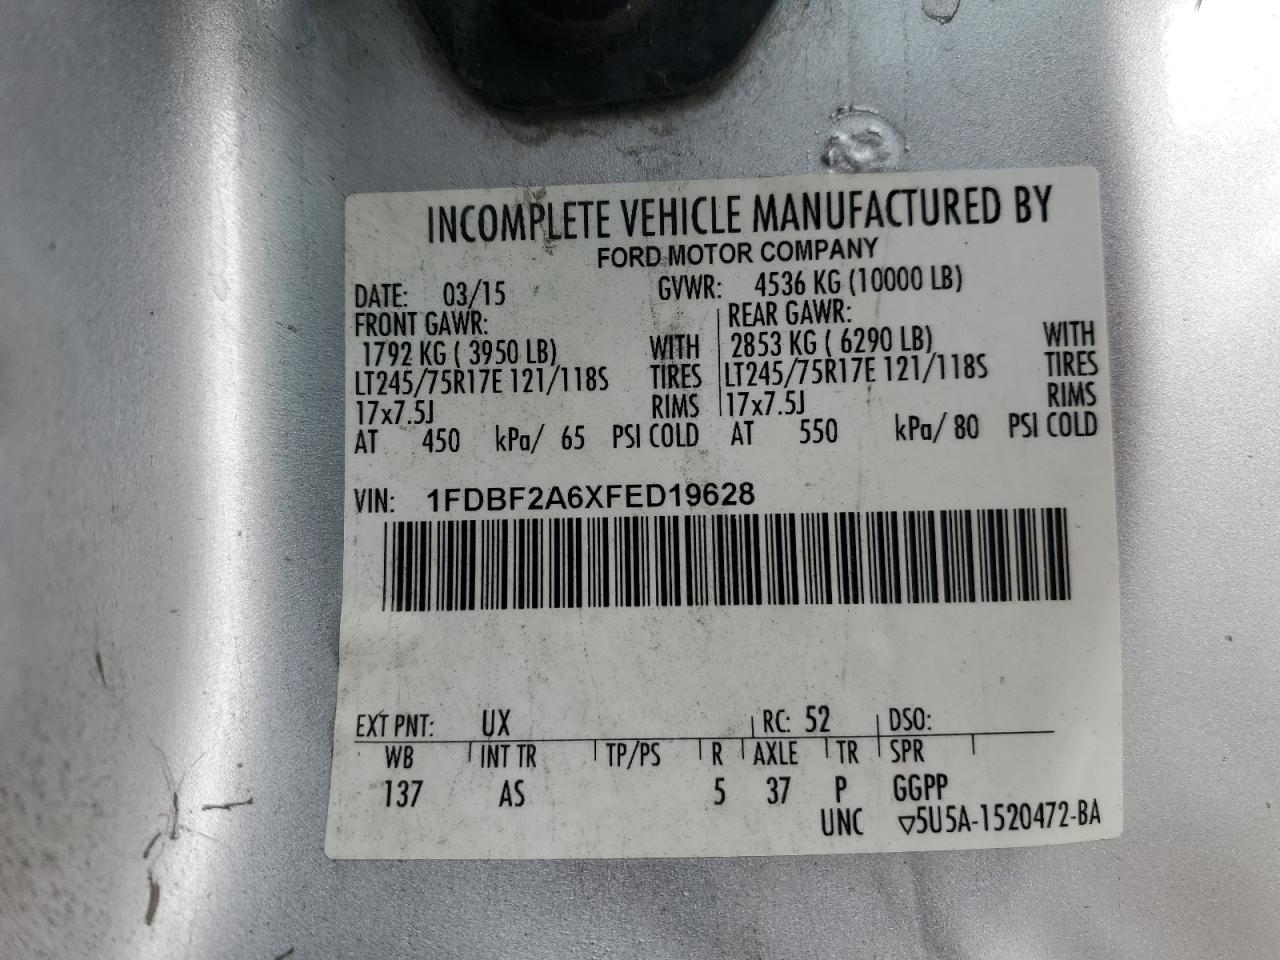 INCOMPLETE VEHICLE MANUFACTURED BY
FORD MOTOR COMPANY
DATE: 03/15 GVWR: 4536 KG (10000 LB)
FRONT GAWR: REAR GAWR:
1792 KG ( 3950 LB) WITH 2853 KG ( 6290 LB) WITH
LT245/75R17E 121/118S TIRES LT245/75R17E 121/118S TIRES
17x7.5J RIMS 17x7.5J RIMS
AT 450 kPa/ 65 PSI COLD AT 550 kPa/ 80 PSI COLD
VIN: 1FDBF2A6XFED19628
EXT PNT: UX RC: 52 DSO:
WB INT TR TP/PS R AXLE TR SPR
137 AS 5 37 P GGPP
UNC ▽5U5A-1520472-BA